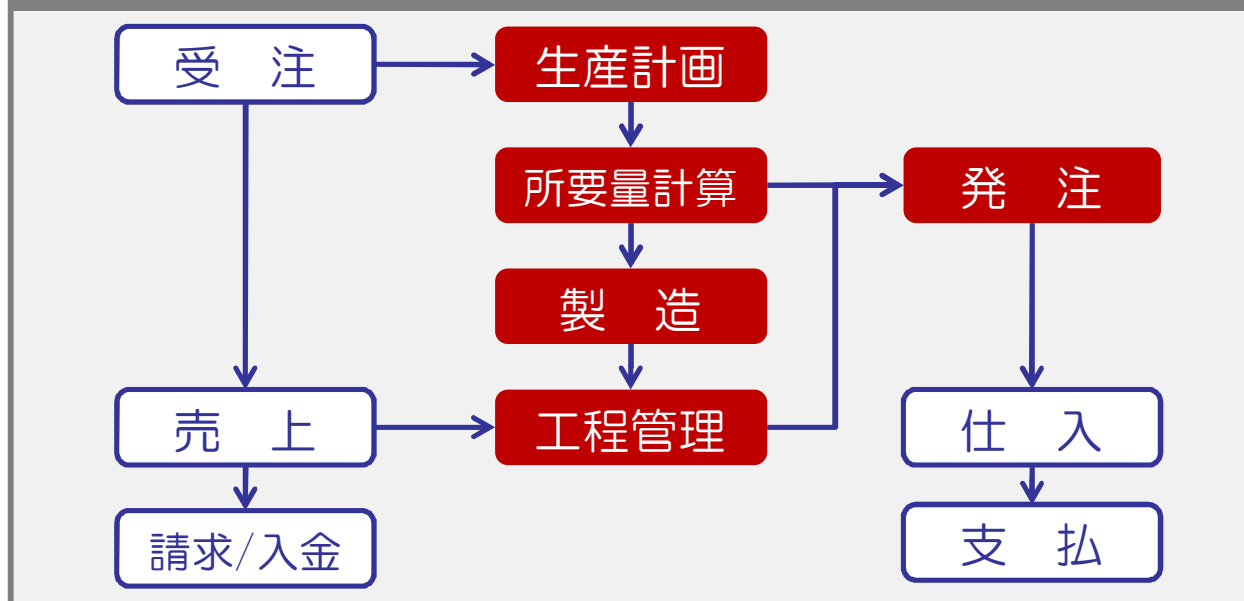 受　注
生産計画
所要量計算
発　注
製　造
売　上
工程管理
仕　入
請求/入金
支　払